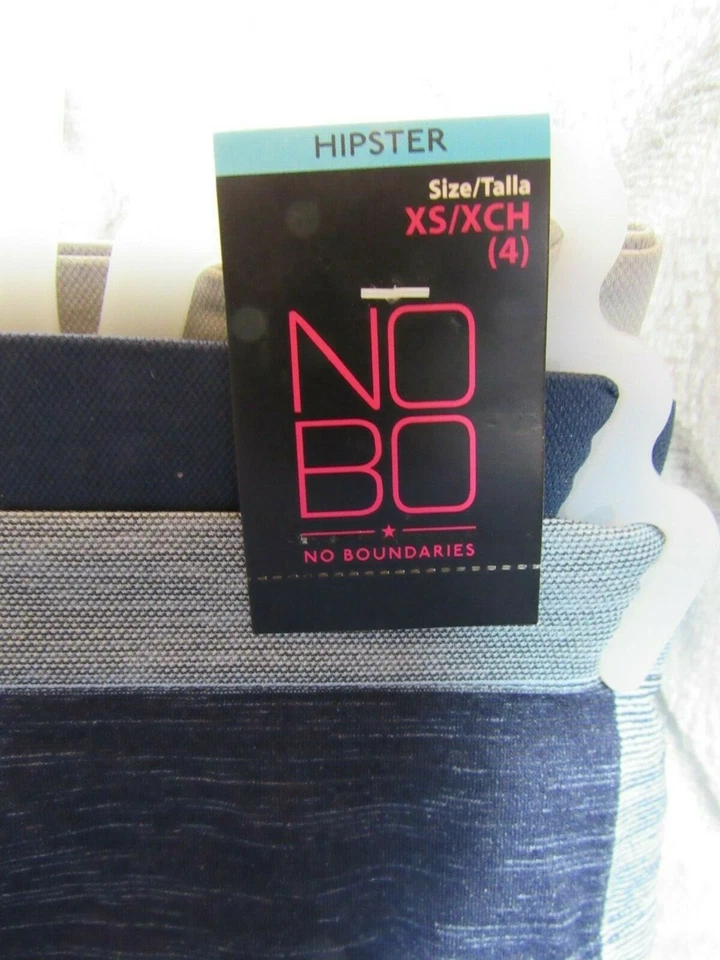 HIPSTER
Size/Talla
XS/XCH
(4)
NO
BO
NO BOUNDARIES